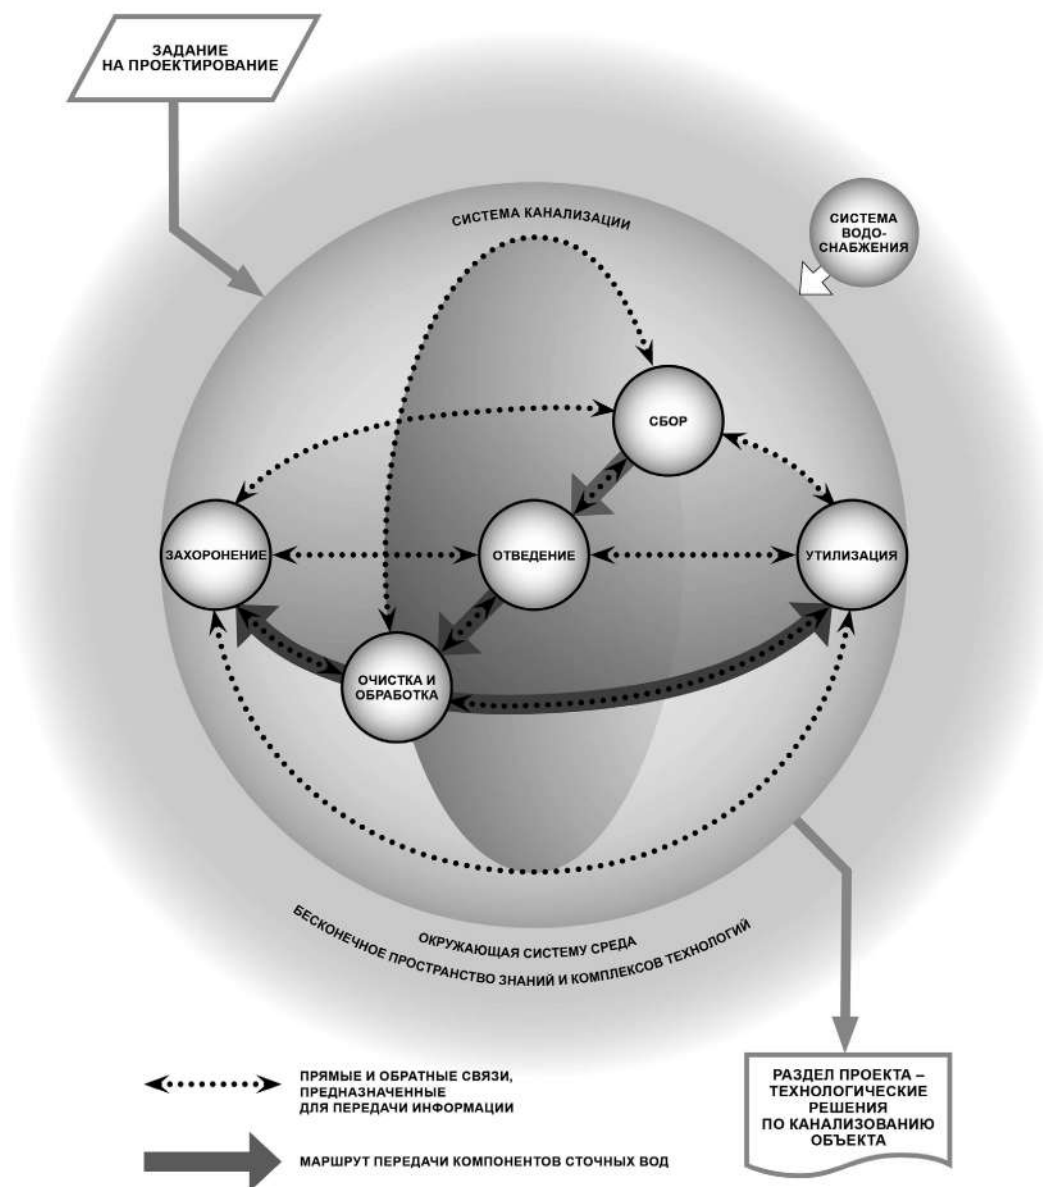 ЗАДАНИЕ
НА ПРОЕКТИРОВАНИЕ
СИСТЕМА КАНАЛИЗАЦИИ
СИСТЕМА
ВОДО-
СНАБЖЕНИЯ
СБОР
ЗАХОРОНЕНИЕ
ОТВЕДЕНИЕ
УТИЛИЗАЦИЯ
ОЧИСТКА И
ОБРАБОТКА
ОКРУЖАЮЩАЯ СИСТЕМУ СРЕДА
БЕСКОНЕЧНОЕ ПРОСТРАНСТВО ЗНАНИЙ И КОМПЛЕКСОВ ТЕХНОЛОГИЙ
ПРЯМЫЕ И ОБРАТНЫЕ СВЯЗИ,
ПРЕДНАЗНАЧЕННЫЕ
ДЛЯ ПЕРЕДАЧИ ИНФОРМАЦИИ
МАРШРУТ ПЕРЕДАЧИ КОМПОНЕНТОВ СТОЧНЫХ ВОД
РАЗДЕЛ ПРОЕКТА –
ТЕХНОЛОГИЧЕСКИЕ
РЕШЕНИЯ
ПО КАНАЛИЗОВАНИЮ
ОБЪЕКТА